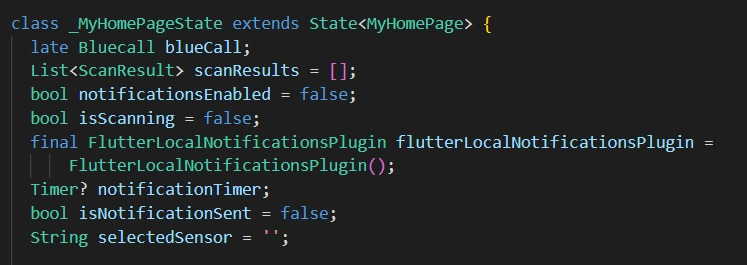 class _MyHomePageState extends State<MyHomePage> {
  late Bluecall blueCall;
  List<ScanResult> scanResults = [];
  bool notificationsEnabled = false;
  bool isScanning = false;
  final FlutterLocalNotificationsPlugin flutterLocalNotificationsPlugin =
      FlutterLocalNotificationsPlugin();
  Timer? notificationTimer;
  bool isNotificationSent = false;
  String selectedSensor = '';